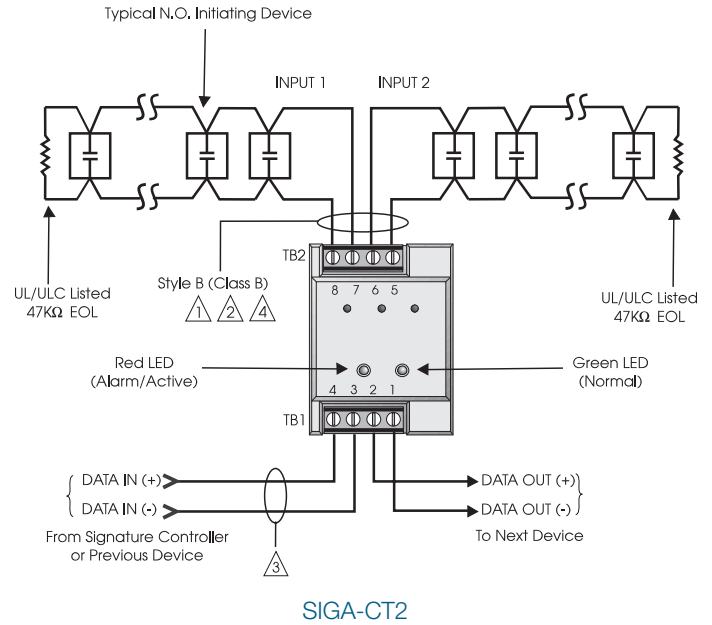 Typical N.O. Initiating Device
INPUT 1
INPUT 2
TB2
8 7 6 5
Style B (Class B)
1 2 4
UL/ULC Listed
47KΩ EOL
UL/ULC Listed
47KΩ EOL
Red LED
(Alarm/Active)
Green LED
(Normal)
4 3 2 1
TB1
DATA IN (+)
DATA OUT (+)
DATA IN (-)
DATA OUT (-)
From Signature Controller
or Previous Device
To Next Device
3
SIGA-CT2